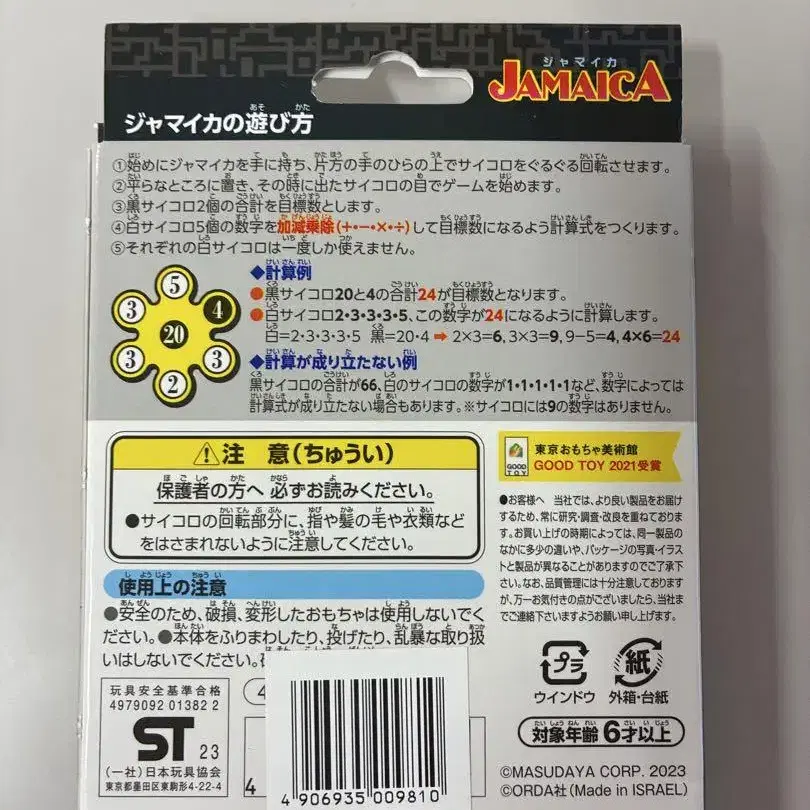 ジャマイカ
JAMAICA
ジャマイカの遊び方
①始めにジャマイカを手に持ち、片方の手のひらの上でサイコロをぐるぐる回転させます。
②平らなところに置き、その時に出たサイコロの目でゲームを始めます。
③黒サイコロ2個の合計を目標数とします。
④白サイコロ5個の数字を加減乗除(+・−・×・÷)して目標数になるよう計算式をつくります。
⑤それぞれの白サイコロは一度しか使えません。
5
3 4
20
3 3
2
◆計算例
●黒サイコロ20と4の合計24が目標数となります。
●白サイコロ2・3・3・3・5、この数字が24になるように計算します。
白=2・3・3・3・5 黒=20・4 ➡ 2×3=6, 3×3=9, 9−5=4, 4×6=24
◆計算が成り立たない例
黒サイコロの合計が66、白のサイコロの数字が1・1・1・1・1など、数字によっては
計算式が成り立たない場合もあります。※サイコロには9の数字はありません。
⚠注 意(ちゅうい)
保護者の方へ 必ずお読みください。
●サイコロの回転部分に、指や髪の毛や衣類など
をはさまれないように注意してください。
使用上の注意
●安全のため、破損、変形したおもちゃは使用しないでく
ださい。●本体をふりまわしたり、投げたり、乱暴な取り扱
いはしないでください。
東京おもちゃ美術館
GOOD TOY 2021受賞
GOOD
TOY
●お客様へ 当社では、より良い製品をお届け
するため、常に研究・調査・改良を重ねております。
お買い上げの時期によっては、同一製品の
なかに多少の違いや、パッケージの写真・イラス
トと製品が異なることがありますのでご了承下
さい。なお、品質管理には十分注意しております
が、万一お気付きの点がございましたら、当社ま
でご連絡下さいますようお願い申し上げます。
プラ
ウインドウ
紙
外箱・台紙
対象年齢 6才以上
玩具安全基準合格
4979092 01382 2
ST 23
(一社)日本玩具協会
東京都墨田区東駒形4-22-4
4
4
4 906935 009810
©MASUDAYA CORP. 2023
©ORDA社(Made in ISRAEL)